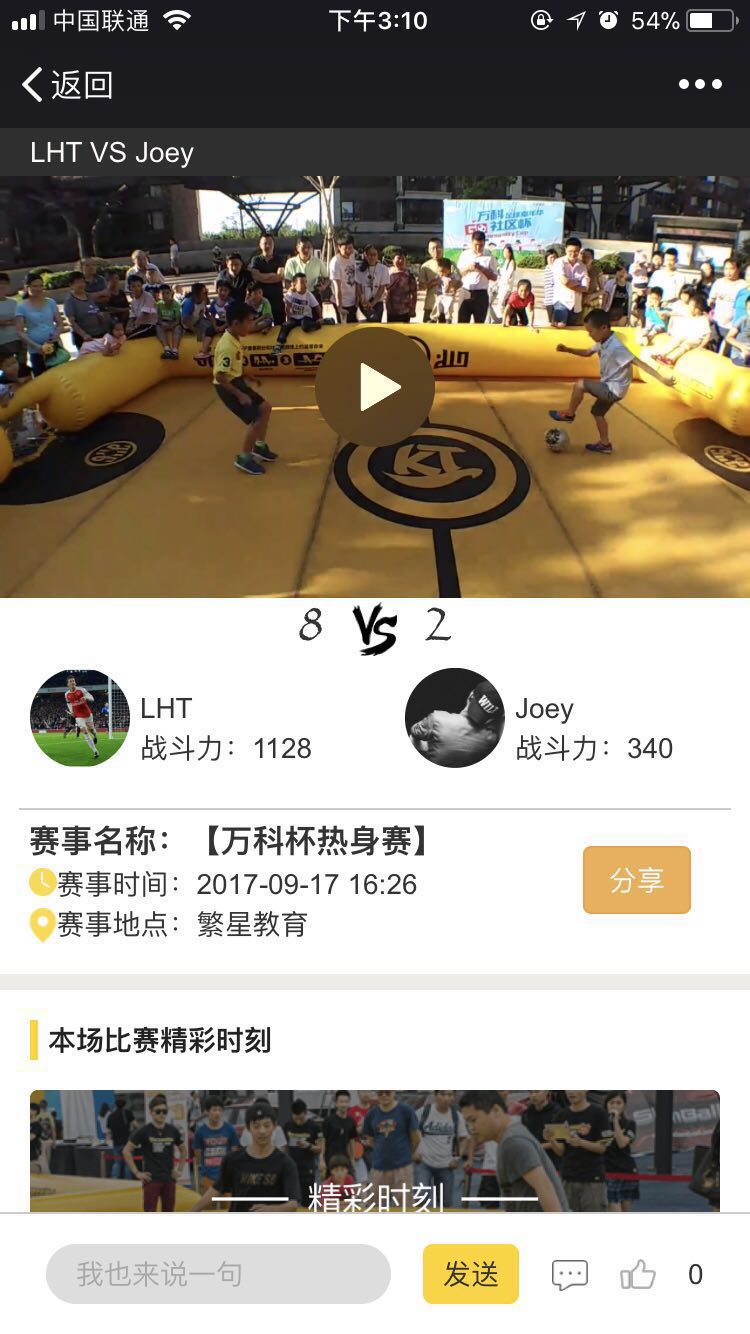 中国联通
下午3:10
54%
返回
LHT VS Joey
万科
社区杯
3
KT
8 VS 2
LHT
战斗力：1128
Joey
战斗力：340
赛事名称：【万科杯热身赛】
赛事时间：2017-09-17 16:26
赛事地点：繁星教育
分享
本场比赛精彩时刻
精彩时刻
我也来说一句
发送
0